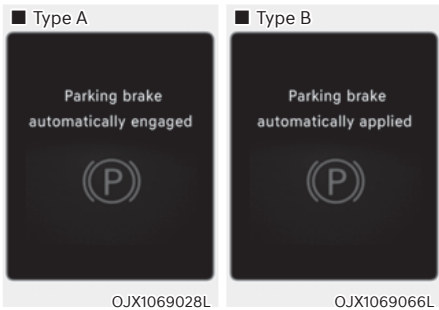 ■ Type A
Parking brake
automatically engaged
(P)
OJX1069028L
■ Type B
Parking brake
automatically applied
(P)
OJX1069066L